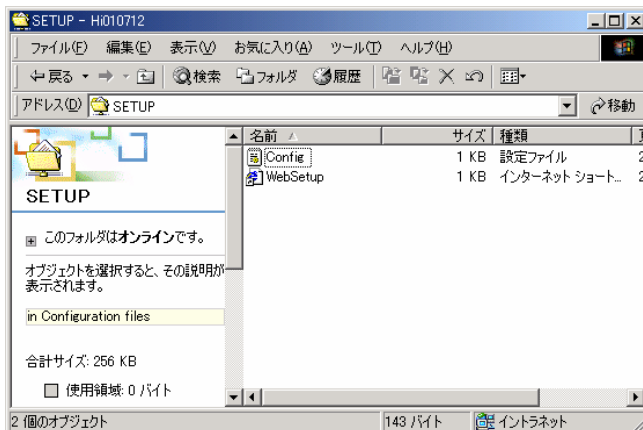 SETUP - Hi010712
ファイル(F) 編集(E) 表示(V) お気に入り(A) ツール(T) ヘルプ(H)
戻る 検索 フォルダ 履歴
アドレス(D) SETUP 移動
名前 サイズ 種類
Config 1 KB 設定ファイル 2
WebSetup 1 KB インターネット ショート... 2
SETUP
このフォルダはオンラインです。
オブジェクトを選択すると、その説明が
表示されます。
in Configuration files
合計サイズ: 256 KB
使用領域: 0 バイト
2 個のオブジェクト 143 バイト イントラネット